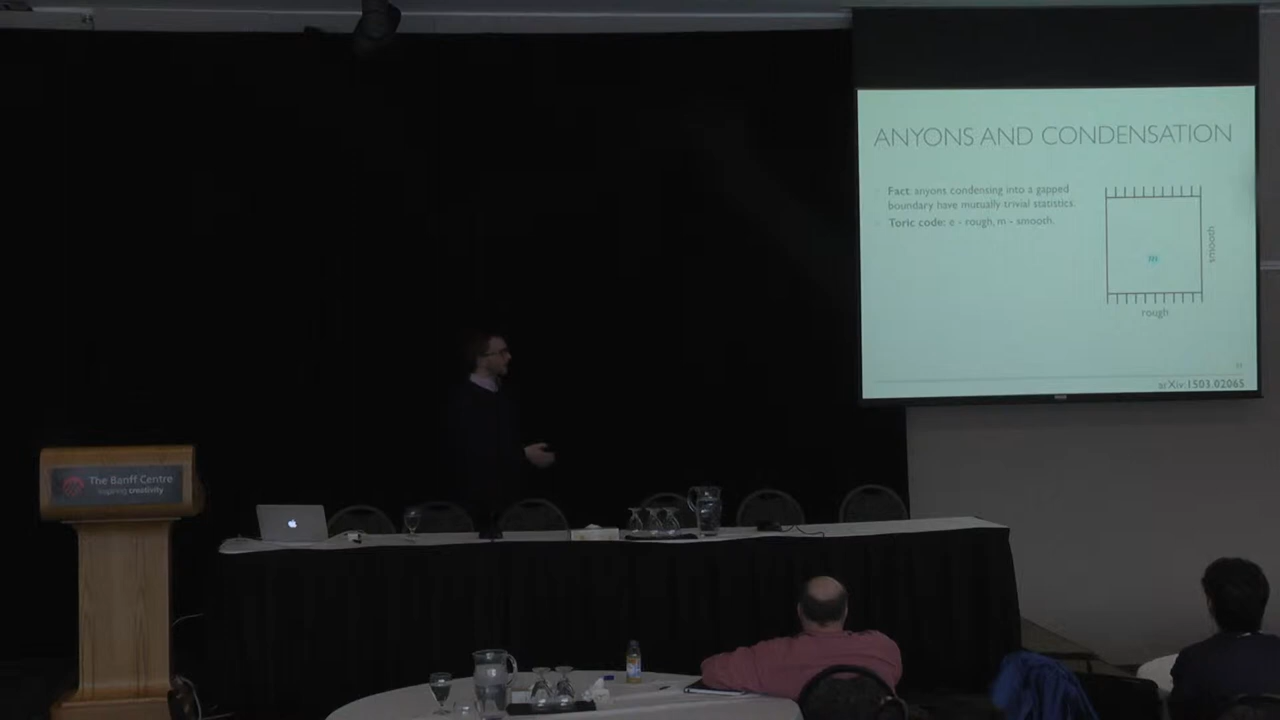 ANYONS AND CONDENSATION
Fact: anyons condensing into a gapped
boundary have mutually trivial statistics.
Toric code: e - rough, m - smooth.
m
smooth
rough
arXiv:1503.02065
The Banff Centre
inspiring creativity